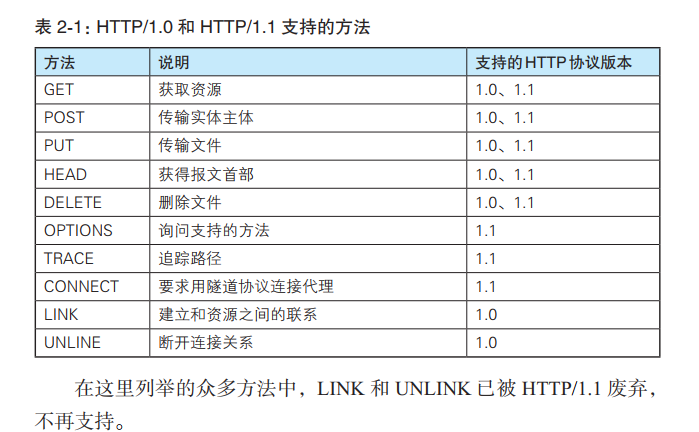 表 2-1：HTTP/1.0 和 HTTP/1.1 支持的方法
方法 说明 支持的HTTP协议版本
GET 获取资源 1.0、1.1
POST 传输实体主体 1.0、1.1
PUT 传输文件 1.0、1.1
HEAD 获得报文首部 1.0、1.1
DELETE 删除文件 1.0、1.1
OPTIONS 询问支持的方法 1.1
TRACE 追踪路径 1.1
CONNECT 要求用隧道协议连接代理 1.1
LINK 建立和资源之间的联系 1.0
UNLINE 断开连接关系 1.0
在这里列举的众多方法中，LINK 和 UNLINK 已被 HTTP/1.1 废弃，
不再支持。